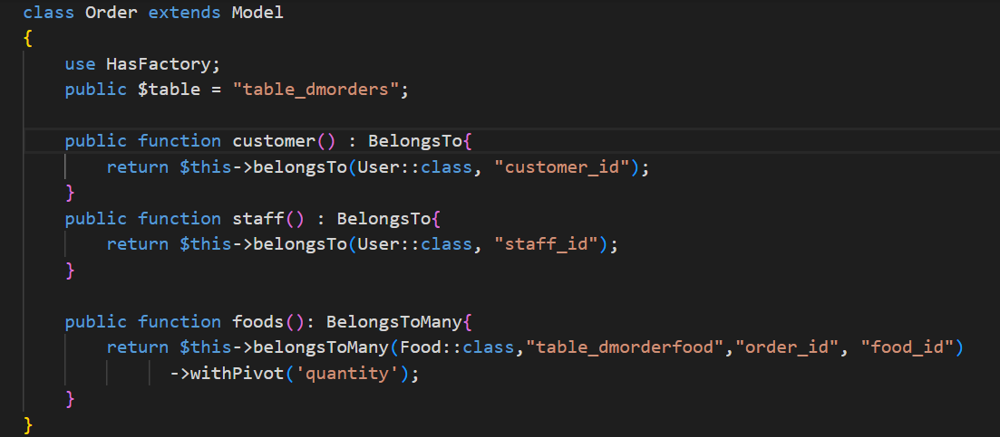 class Order extends Model
{
    use HasFactory;
    public $table = "table_dmorders";

    public function customer() : BelongsTo{
        return $this->belongsTo(User::class, "customer_id");
    }
    public function staff() : BelongsTo{
        return $this->belongsTo(User::class, "staff_id");
    }

    public function foods(): BelongsToMany{
        return $this->belongsToMany(Food::class,"table_dmorderfood","order_id", "food_id")
              ->withPivot('quantity');
    }
}